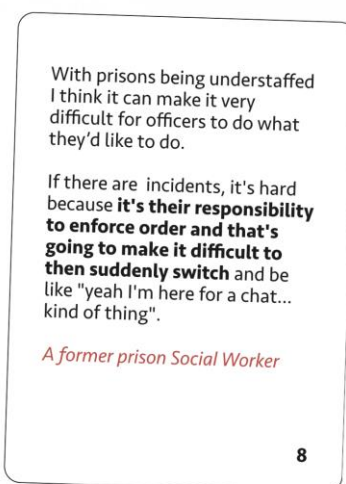 With prisons being understaffed
I think it can make it very
difficult for officers to do what
they'd like to do.
If there are  incidents, it's hard
because it's their responsibility
to enforce order and that's
going to make it difficult to
then suddenly switch and be
like "yeah I'm here for a chat...
kind of thing".
A former prison Social Worker
8